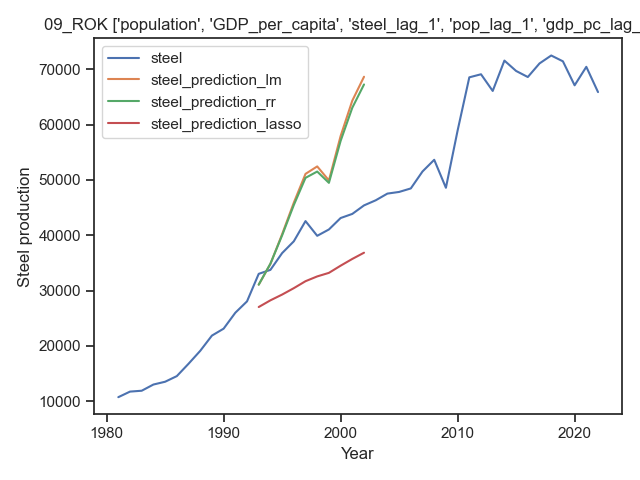 09_ROK ['population', 'GDP_per_capita', 'steel_lag_1', 'pop_lag_1', 'gdp_pc_lag_
steel
steel_prediction_lm
steel_prediction_rr
steel_prediction_lasso
Steel production
70000
60000
50000
40000
30000
20000
10000
1980 1990 2000 2010 2020
Year